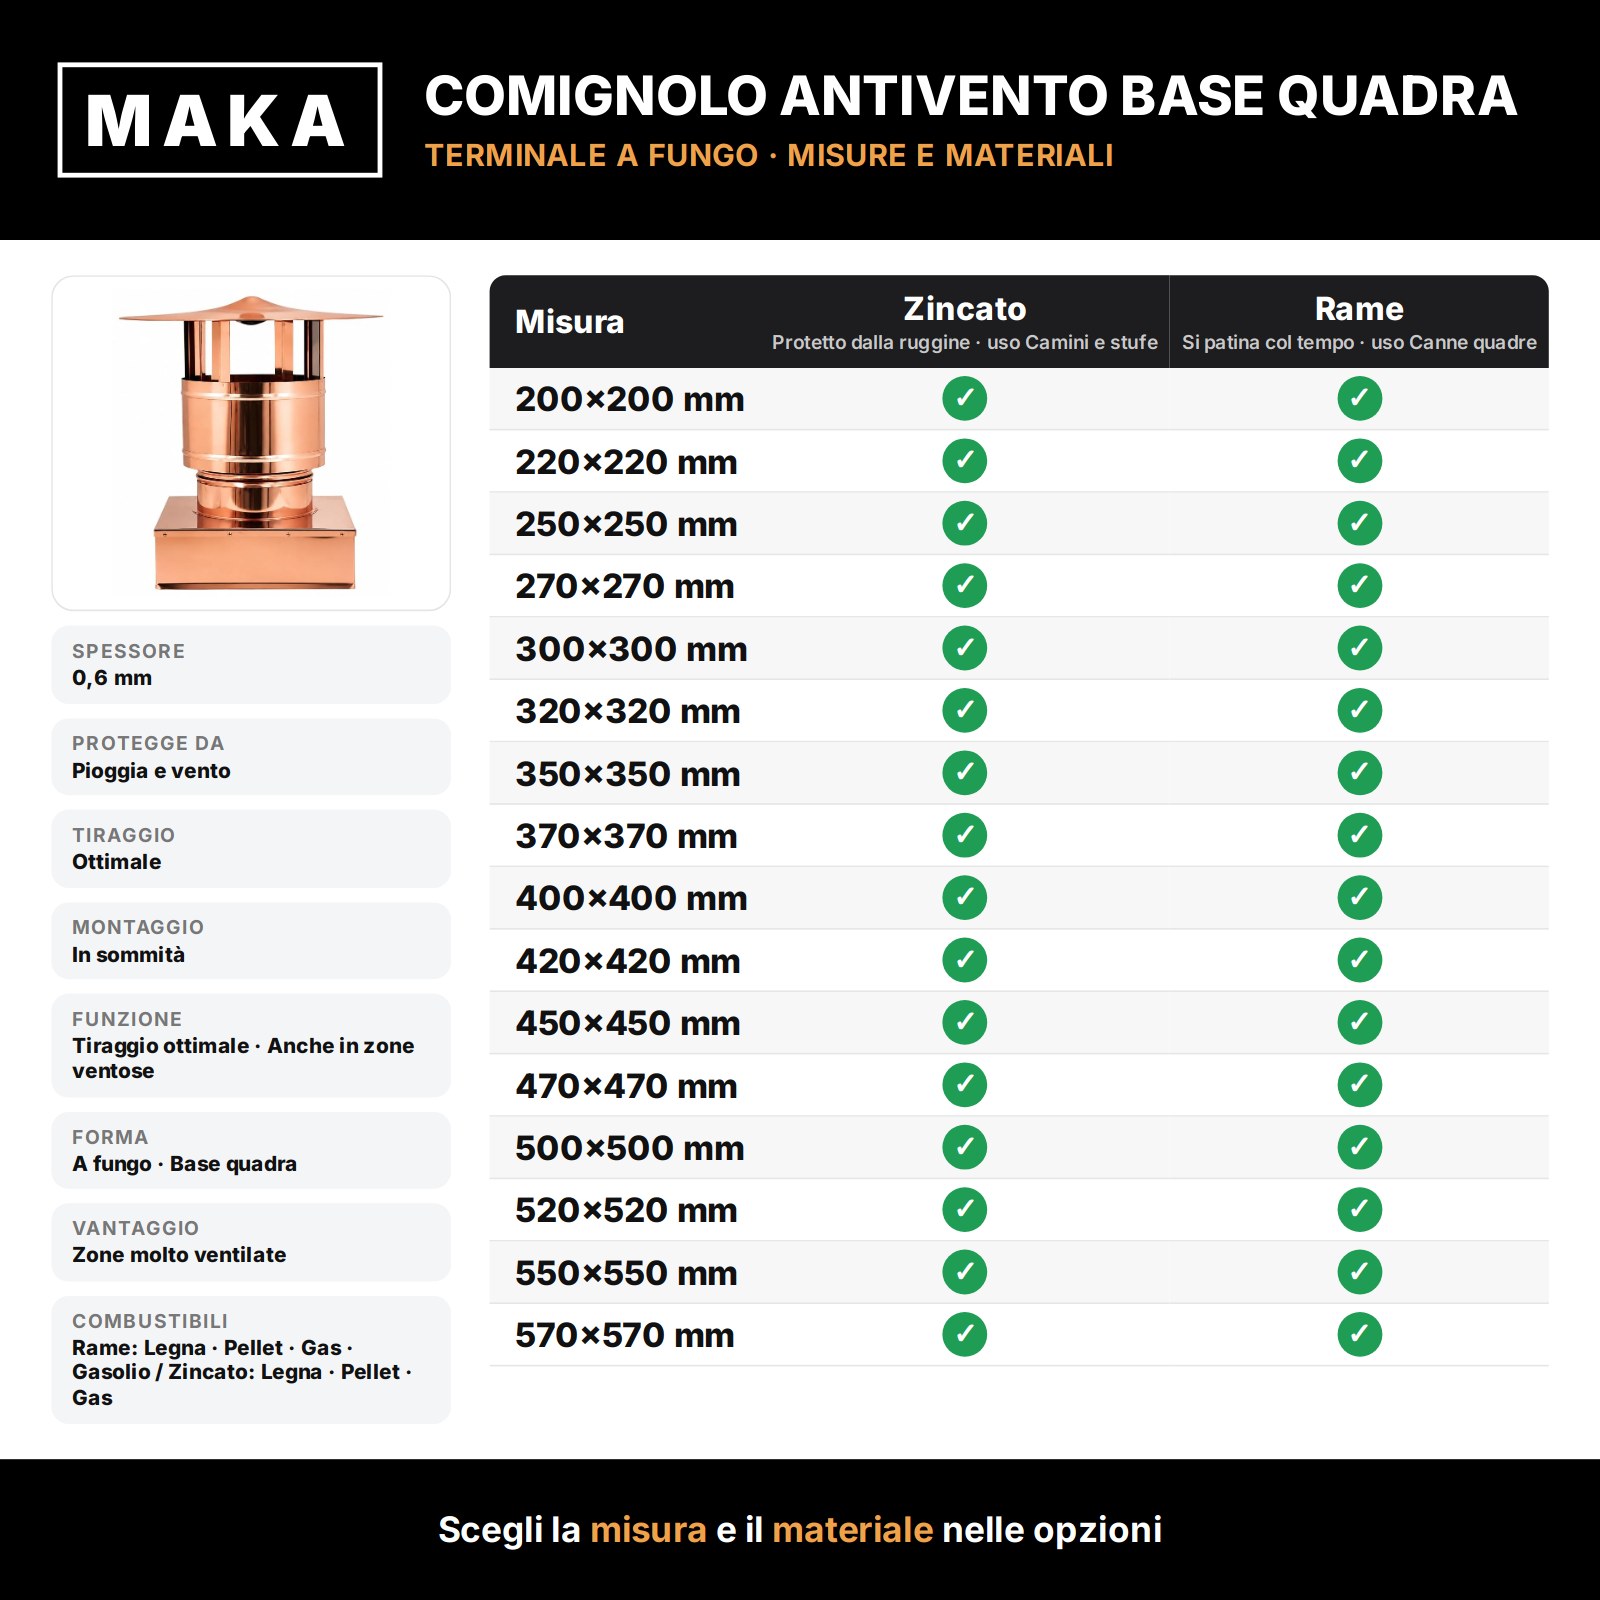 MAKA
COMIGNOLO ANTIVENTO BASE QUADRA
TERMINALE A FUNGO · MISURE E MATERIALI
SPESSORE
0,6 mm
PROTEGGE DA
Pioggia e vento
TIRAGGIO
Ottimale
MONTAGGIO
In sommità
FUNZIONE
Tiraggio ottimale · Anche in zone
ventose
FORMA
A fungo · Base quadra
VANTAGGIO
Zone molto ventilate
COMBUSTIBILI
Rame: Legna · Pellet · Gas ·
Gasolio / Zincato: Legna · Pellet ·
Gas
Misura Zincato Rame
Protetto dalla ruggine · uso Camini e stufe Si patina col tempo · uso Canne quadre
200×200 mm ✓ ✓
220×220 mm ✓ ✓
250×250 mm ✓ ✓
270×270 mm ✓ ✓
300×300 mm ✓ ✓
320×320 mm ✓ ✓
350×350 mm ✓ ✓
370×370 mm ✓ ✓
400×400 mm ✓ ✓
420×420 mm ✓ ✓
450×450 mm ✓ ✓
470×470 mm ✓ ✓
500×500 mm ✓ ✓
520×520 mm ✓ ✓
550×550 mm ✓ ✓
570×570 mm ✓ ✓
Scegli la misura e il materiale nelle opzioni